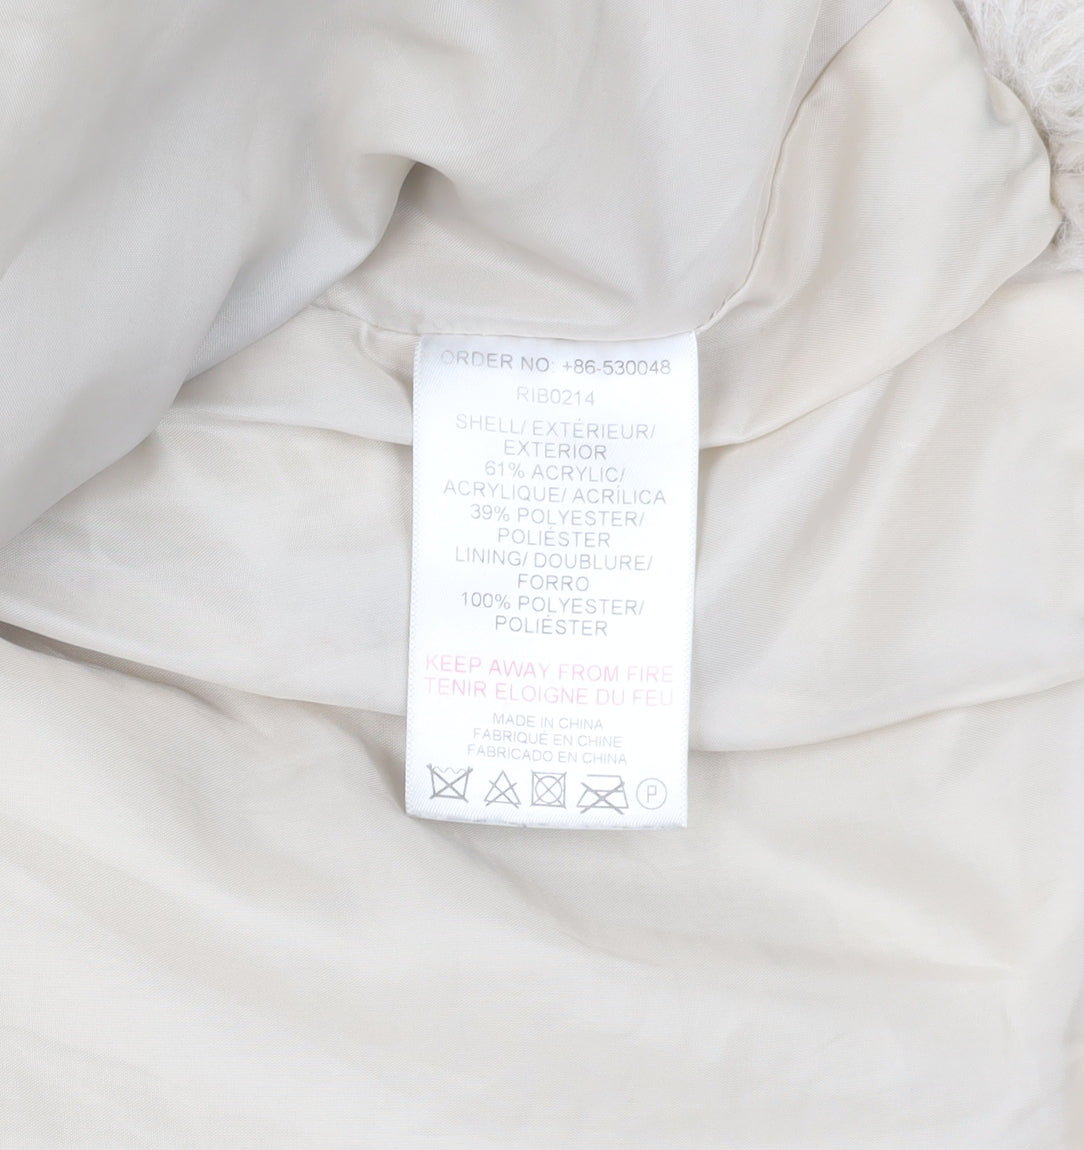 ORDER NO: +86-530048
RIB0214
SHELL/ EXTÉRIEUR/
EXTERIOR
61% ACRYLIC/
ACRYLIQUE/ ACRÍLICA
39% POLYESTER/
POLIÉSTER
LINING/ DOUBLURE/
FORRO
100% POLYESTER/
POLIÉSTER
KEEP AWAY FROM FIRE
TENIR ELOIGNE DU FEU
MADE IN CHINA
FABRIQUÉ EN CHINE
FABRICADO EN CHINA
P